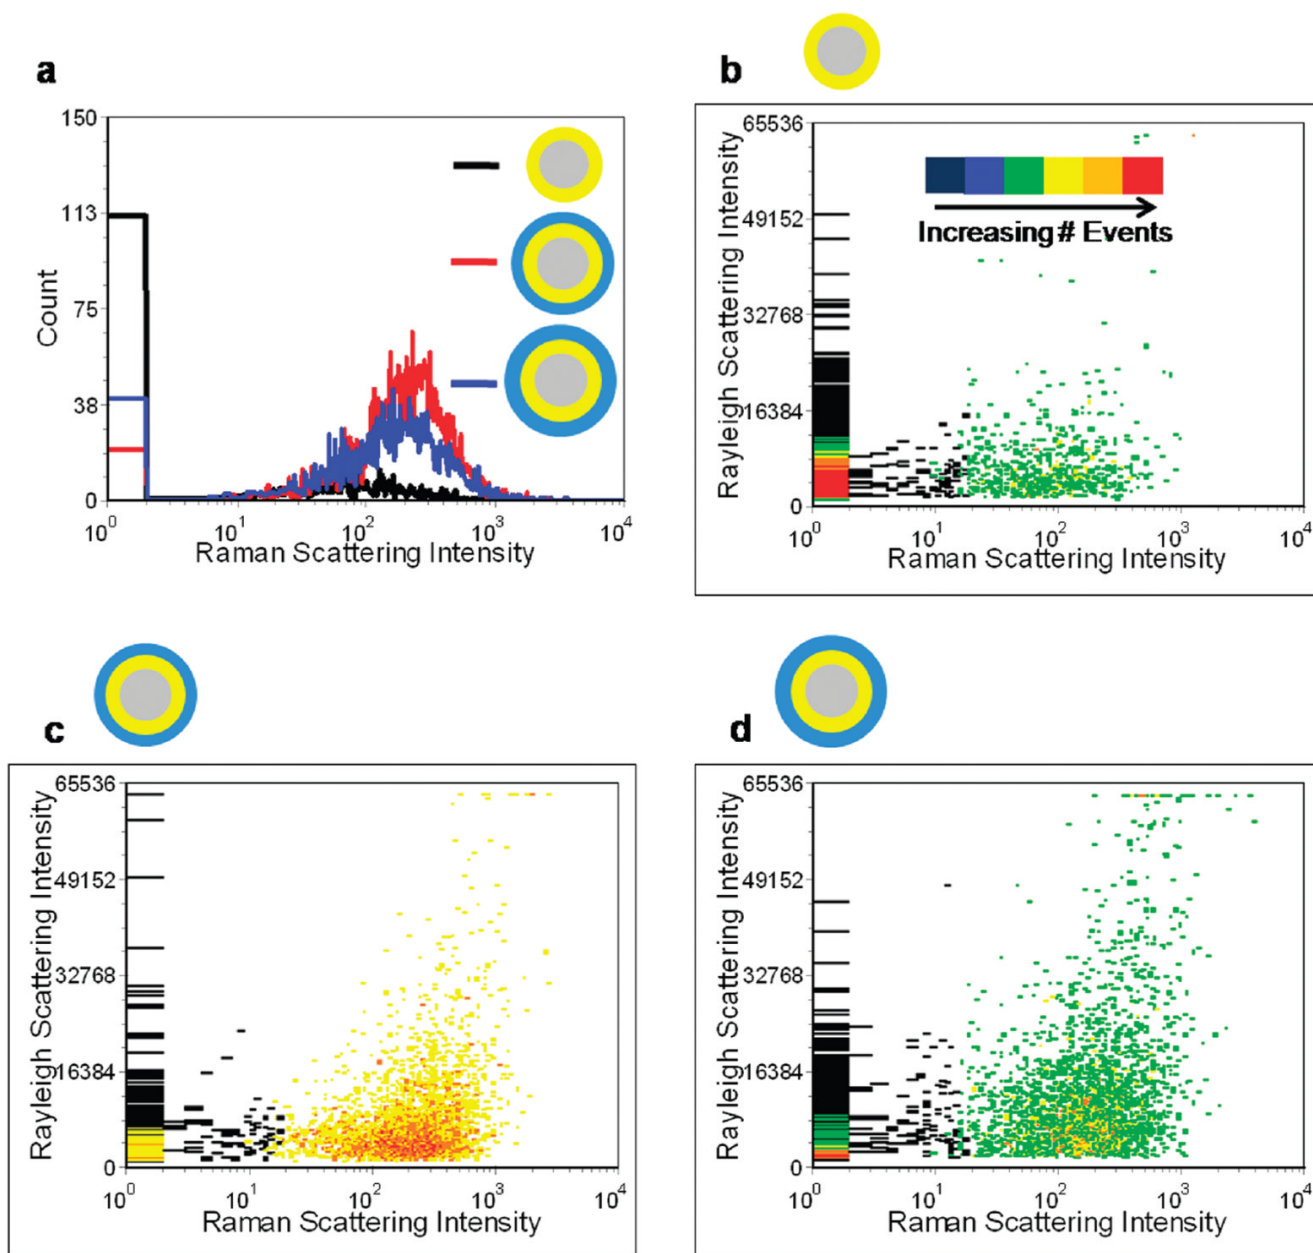 a
150
113
75
38
0
Count
10^0 10^1 10^2 10^3 10^4
Raman Scattering Intensity
b
65536
49152
32768
16384
0
Rayleigh Scattering Intensity
Increasing # Events
10^0 10^1 10^2 10^3 10^4
Raman Scattering Intensity
c
65536
49152
32768
16384
0
Rayleigh Scattering Intensity
10^0 10^1 10^2 10^3 10^4
Raman Scattering Intensity
d
65536
49152
32768
16384
0
Rayleigh Scattering Intensity
10^0 10^1 10^2 10^3 10^4
Raman Scattering Intensity